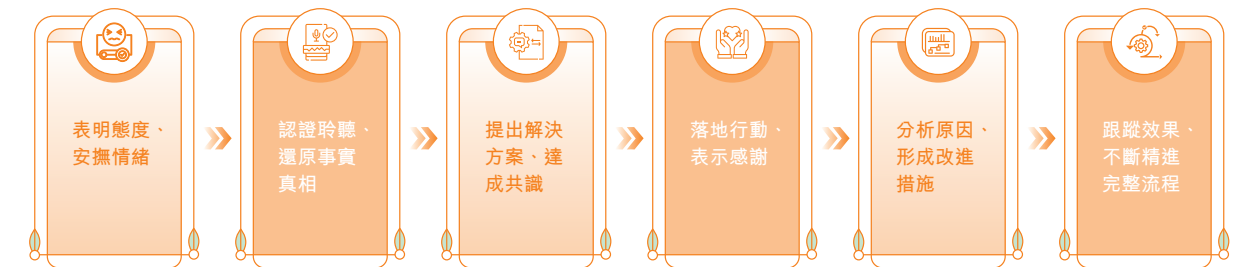 表明態度、
安撫情緒
認證聆聽、
還原事實
真相
提出解決
方案、達
成共識
落地行動、
表示感謝
分析原因、
形成改進
措施
跟蹤效果、
不斷精進
完整流程